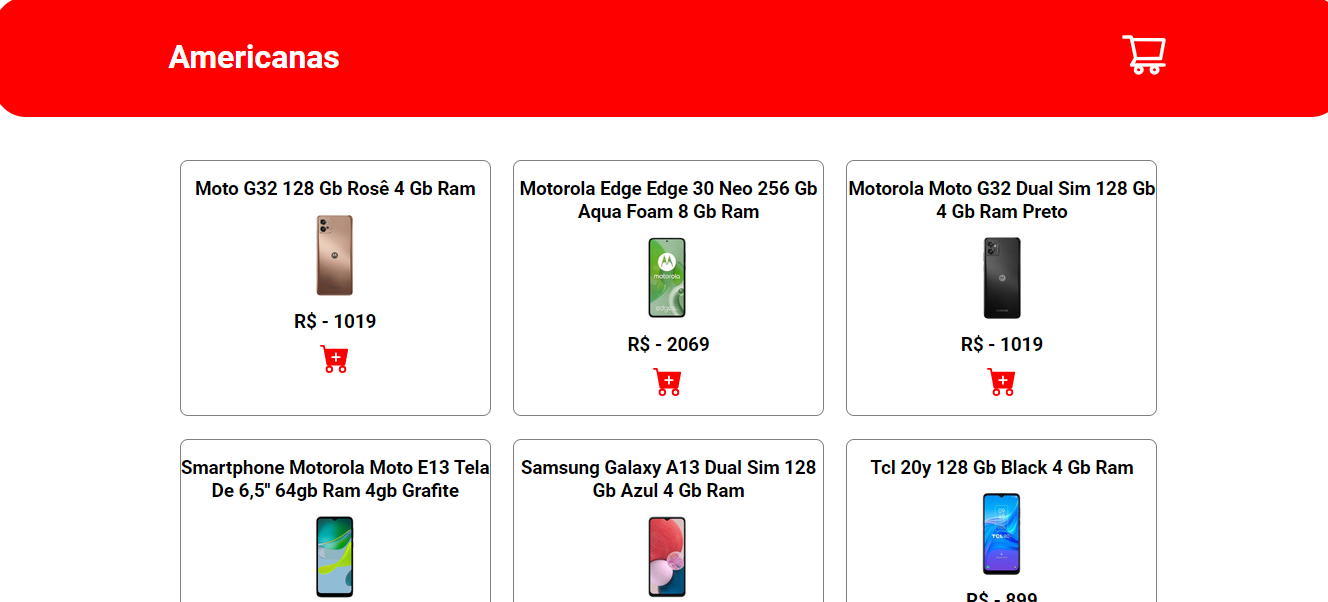 Americanas
Moto G32 128 Gb Rosê 4 Gb Ram
R$ - 1019
Motorola Edge Edge 30 Neo 256 Gb
Aqua Foam 8 Gb Ram
motorola
R$ - 2069
Motorola Moto G32 Dual Sim 128 Gb
4 Gb Ram Preto
R$ - 1019
Smartphone Motorola Moto E13 Tela
De 6,5" 64gb Ram 4gb Grafite
Samsung Galaxy A13 Dual Sim 128
Gb Azul 4 Gb Ram
Tcl 20y 128 Gb Black 4 Gb Ram
R$ - 899